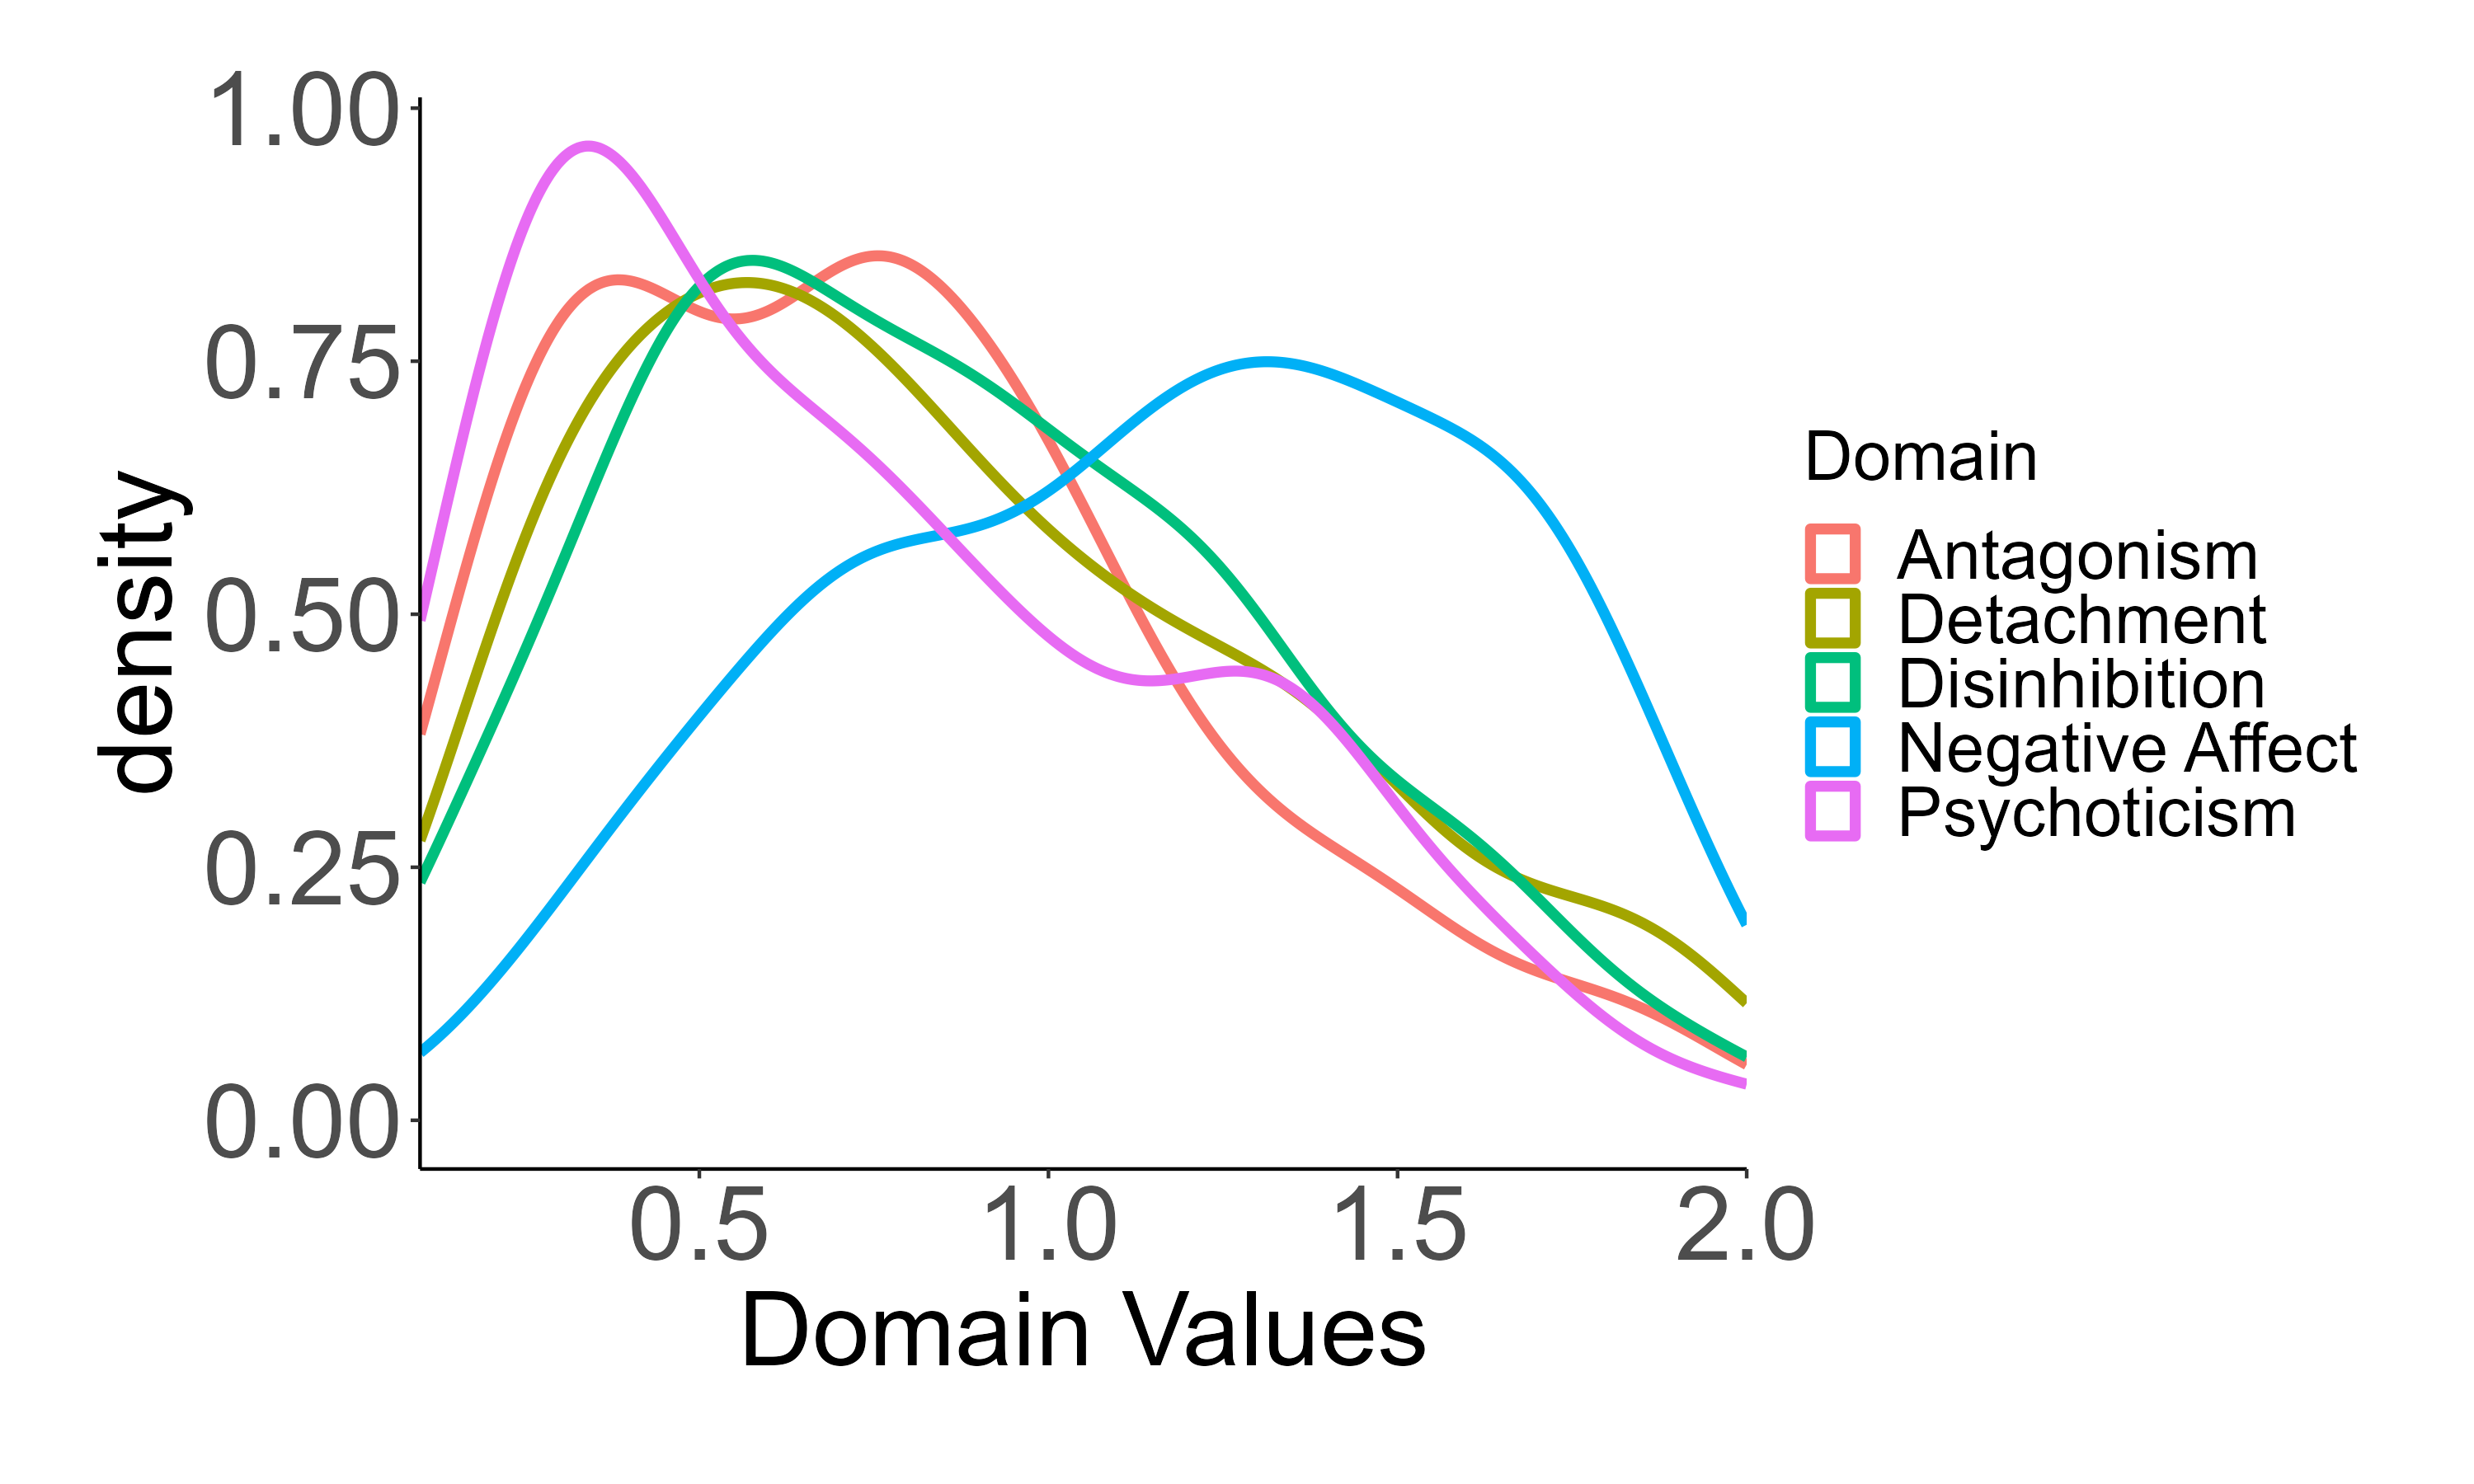 1.00
0.75
0.50
0.25
0.00
density
0.5 1.0 1.5 2.0
Domain Values
Domain
Antagonism
Detachment
Disinhibition
Negative Affect
Psychoticism